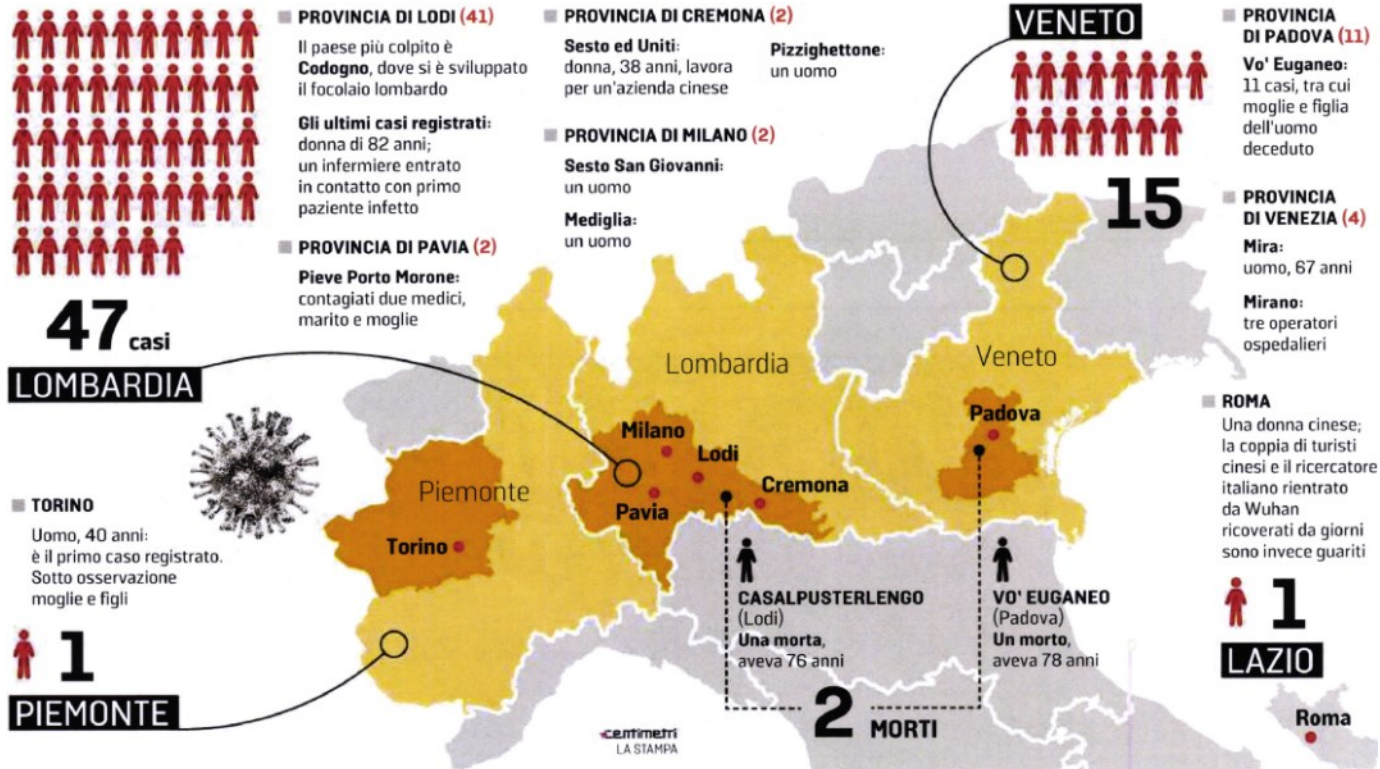 47 casi
LOMBARDIA
PROVINCIA DI LODI (41)
Il paese più colpito è
Codogno, dove si è sviluppato
il focolaio lombardo
Gli ultimi casi registrati:
donna di 82 anni;
un infermiere entrato
in contatto con primo
paziente infetto
PROVINCIA DI PAVIA (2)
Pieve Porto Morone:
contagiati due medici,
marito e moglie
PROVINCIA DI CREMONA (2)
Sesto ed Uniti:
donna, 38 anni, lavora
per un'azienda cinese
Pizzighettone:
un uomo
PROVINCIA DI MILANO (2)
Sesto San Giovanni:
un uomo
Mediglia:
un uomo
VENETO
15
PROVINCIA
DI PADOVA (11)
Vo' Euganeo:
11 casi, tra cui
moglie e figlia
dell'uomo
deceduto
PROVINCIA
DI VENEZIA (4)
Mira:
uomo, 67 anni
Mirano:
tre operatori
ospedalieri
Lombardia
Veneto
Piemonte
Milano
Lodi
Pavia
Cremona
Padova
Torino
TORINO
Uomo, 40 anni:
è il primo caso registrato.
Sotto osservazione
moglie e figli
1
PIEMONTE
CASALPUSTERLENGO
(Lodi)
Una morta,
aveva 76 anni
VO' EUGANEO
(Padova)
Un morto,
aveva 78 anni
2 MORTI
ROMA
Una donna cinese;
la coppia di turisti
cinesi e il ricercatore
italiano rientrato
da Wuhan
ricoverati da giorni
sono invece guariti
1
LAZIO
Roma
centimetri
LA STAMPA